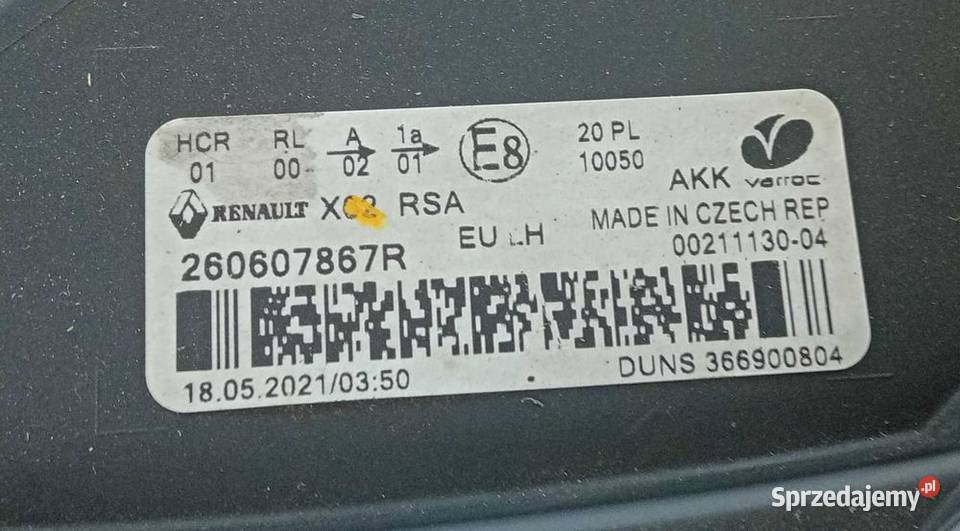 HCR RL A 1a E8 20 PL
01 00 02 01 10050
AKK varroc
RENAULT RSA
MADE IN CZECH REP
EU LH
00211130-04
260607867R
18.05.2021/03:50
DUNS 366900804
Sprzedajemy.pl